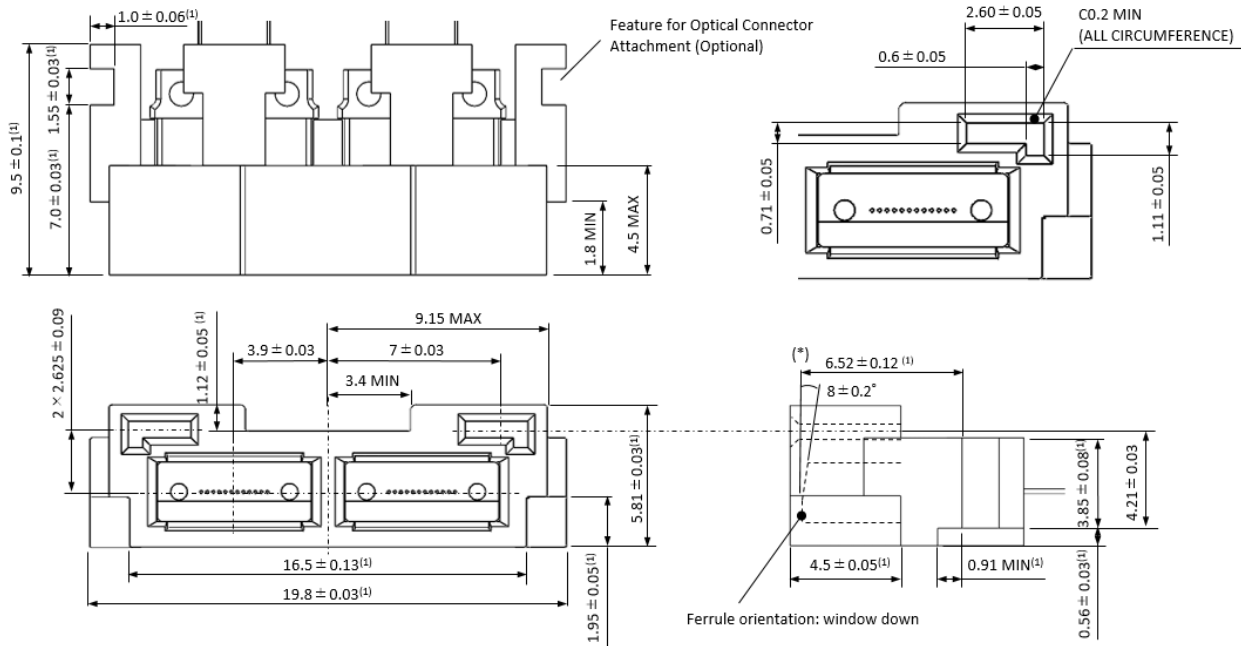 1.0 ± 0.06⁽¹⁾
Feature for Optical Connector
Attachment (Optional)
9.5 ± 0.1⁽¹⁾
1.55 ± 0.03⁽¹⁾
7.0 ± 0.03⁽¹⁾
1.8 MIN
4.5 MAX
2.60 ± 0.05
C0.2 MIN
(ALL CIRCUMFERENCE)
0.6 ± 0.05
0.71 ± 0.05
1.11 ± 0.05
9.15 MAX
2 × 2.625 ± 0.09
1.12 ± 0.05 ⁽¹⁾
3.9 ± 0.03
7 ± 0.03
3.4 MIN
5.81 ± 0.03⁽¹⁾
16.5 ± 0.13⁽¹⁾
19.8 ± 0.03⁽¹⁾
1.95 ± 0.05⁽¹⁾
(*)
6.52 ± 0.12 ⁽¹⁾
8 ± 0.2°
3.85 ± 0.08⁽¹⁾
4.21 ± 0.03
4.5 ± 0.05⁽¹⁾
0.91 MIN⁽¹⁾
0.56 ± 0.03⁽¹⁾
Ferrule orientation: window down